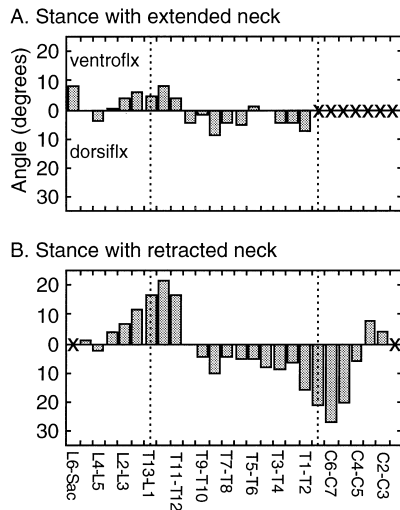 A. Stance with extended neck
20
ventroflx
10
0
dorsiflx
10
20
30
Angle (degrees)
X X X X X X X
B. Stance with retracted neck
20
10
0
10
20
30
X X
L6-Sac L4-L5 L2-L3 T13-L1 T11-T12 T9-T10 T7-T8 T5-T6 T3-T4 T1-T2 C6-C7 C4-C5 C2-C3